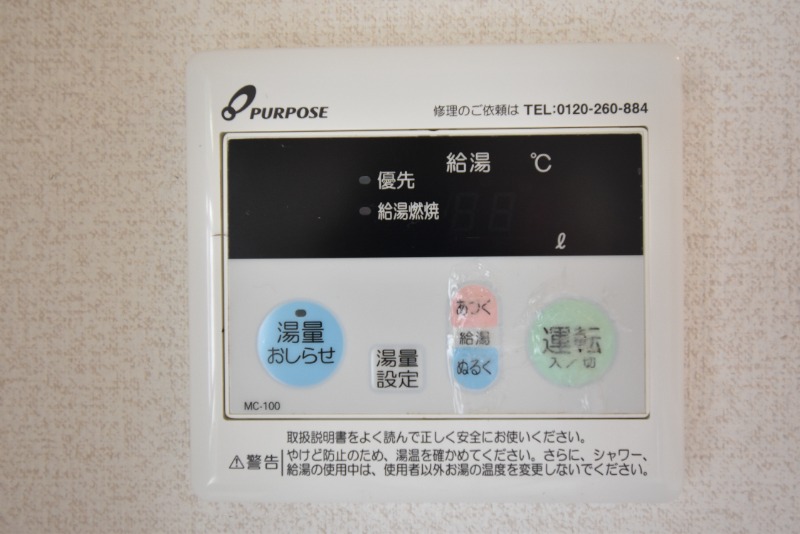 PURPOSE
修理のご依頼は TEL:0120-260-884
給湯 ℃
優先
給湯燃焼
88
ℓ
湯量
おしらせ
湯量
設定
あつく
給湯
ぬるく
運転
入/切
MC-100
取扱説明書をよく読んで正しく安全にお使いください。
⚠警告
やけど防止のため、湯温を確かめてください。さらに、シャワー、
給湯の使用中は、使用者以外お湯の温度を変更しないでください。